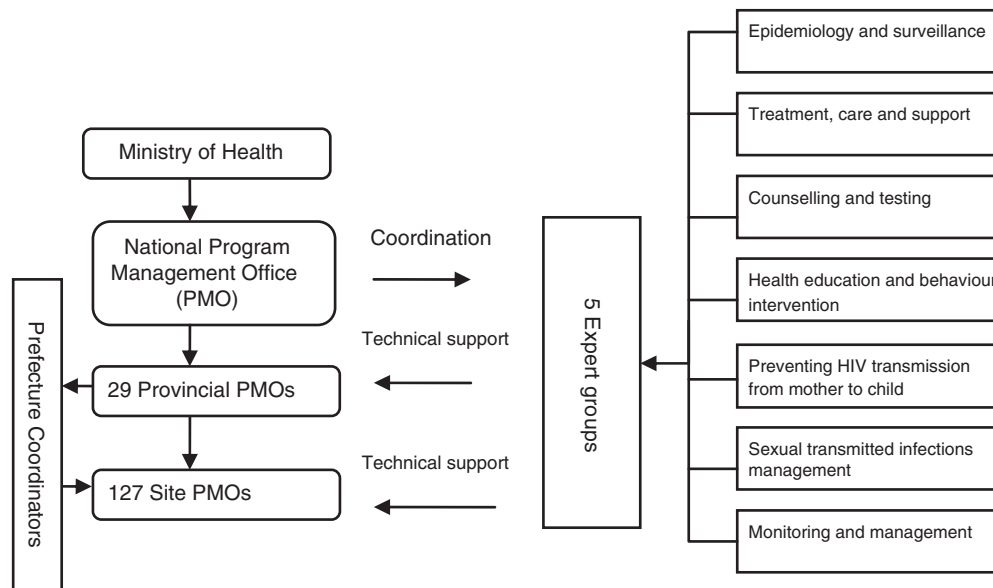 Ministry of Health
National Program
Management Office
(PMO)
29 Provincial PMOs
127 Site PMOs
Prefecture Coordinators
Coordination
Technical support
Technical support
5 Expert groups
Epidemiology and surveillance
Treatment, care and support
Counselling and testing
Health education and behaviour
intervention
Preventing HIV transmission
from mother to child
Sexual transmitted infections
management
Monitoring and management